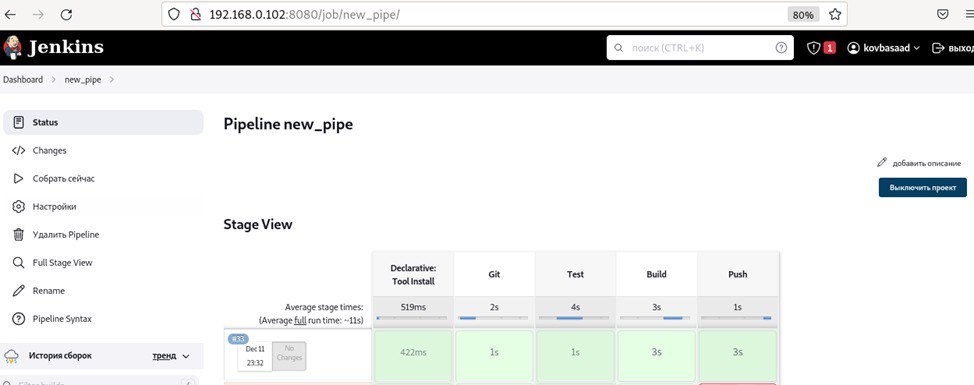 192.168.0.102:8080/job/new_pipe/
80%
Jenkins
поиск (CTRL+K)
1
kovbasaad
выход
Dashboard
new_pipe
Status
Changes
Собрать сейчас
Настройки
Удалить Pipeline
Full Stage View
Rename
Pipeline Syntax
История сборок
тренд
Filter builds...
/
Pipeline new_pipe
добавить описание
Выключить проект
Stage View
Declarative:
Tool Install
Git
Test
Build
Push
Average stage times:
519ms
2s
4s
3s
1s
(Average full run time: ~11s)
#33
Dec 11
23:32
No
Changes
422ms
1s
1s
3s
3s